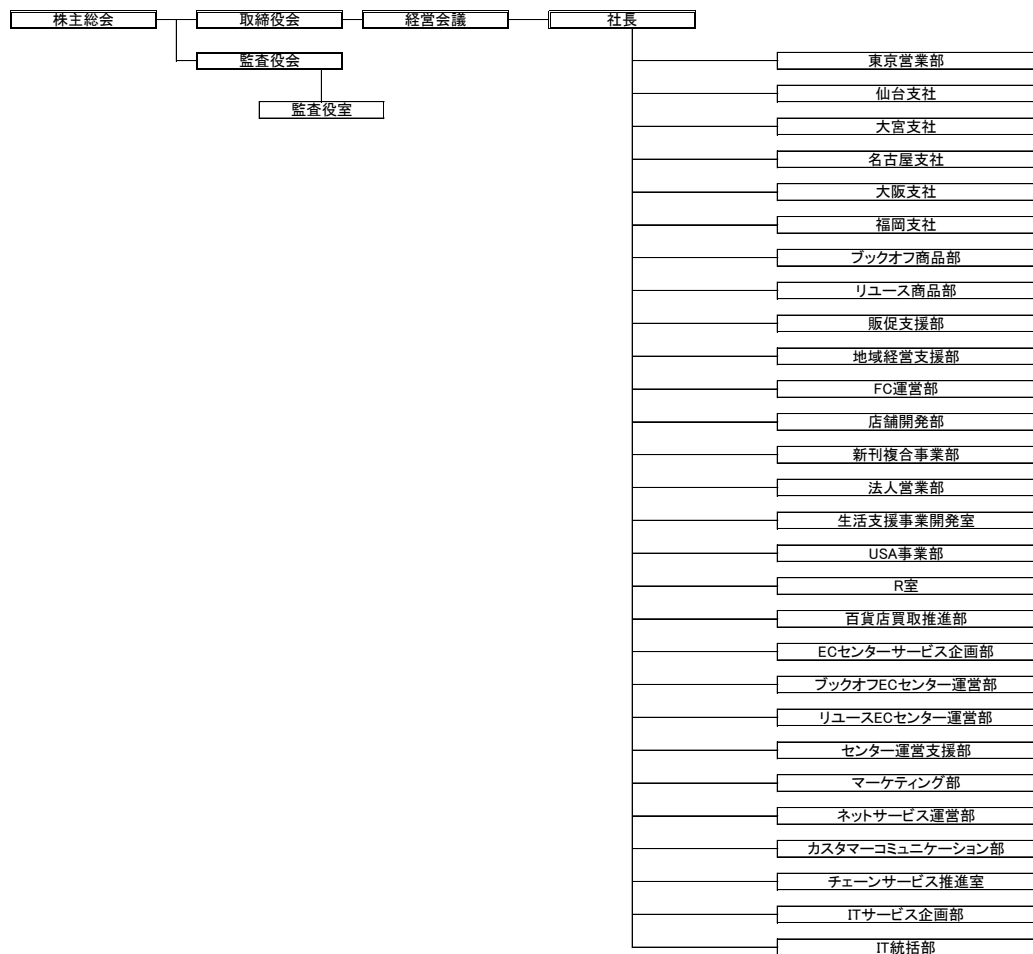 株主総会
取締役会
経営会議
社長
監査役会
監査役室
東京営業部
仙台支社
大宮支社
名古屋支社
大阪支社
福岡支社
ブックオフ商品部
リユース商品部
販促支援部
地域経営支援部
FC運営部
店舗開発部
新刊複合事業部
法人営業部
生活支援事業開発室
USA事業部
R室
百貨店買取推進部
ECセンターサービス企画部
ブックオフECセンター運営部
リユースECセンター運営部
センター運営支援部
マーケティング部
ネットサービス運営部
カスタマーコミュニケーション部
チェーンサービス推進室
ITサービス企画部
IT統括部